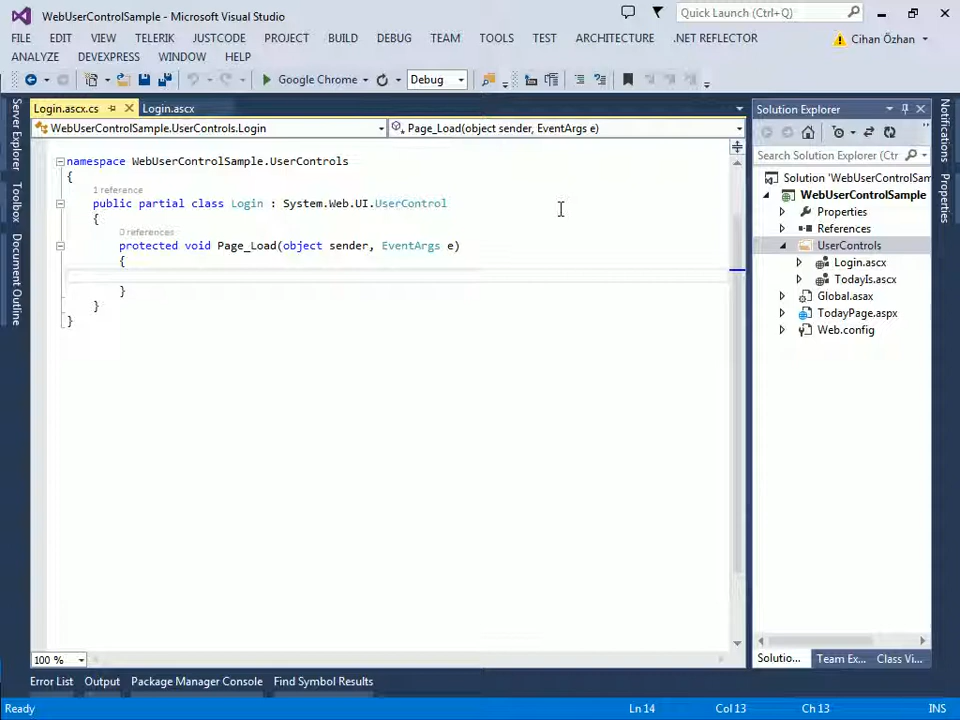 WebUserControlSample - Microsoft Visual Studio
Quick Launch (Ctrl+Q)
FILE EDIT VIEW TELERIK JUSTCODE PROJECT BUILD DEBUG TEAM TOOLS TEST ARCHITECTURE .NET REFLECTOR
Cihan Özhan
ANALYZE DEVEXPRESS WINDOW HELP
Google Chrome
Debug
Login.ascx.cs
Login.ascx
WebUserControlSample.UserControls.Login
Page_Load(object sender, EventArgs e)
Server Explorer
Toolbox
Document Outline
namespace WebUserControlSample.UserControls
{
1 reference
public partial class Login : System.Web.UI.UserControl
{
0 references
protected void Page_Load(object sender, EventArgs e)
{
}
}
}
100 %
Solution Explorer
Search Solution Explorer (Ctr
Solution 'WebUserControlSam
WebUserControlSample
Properties
References
UserControls
Login.ascx
TodayIs.ascx
Global.asax
TodayPage.aspx
Web.config
Solutio...
Team Ex...
Class Vi...
Notifications
Properties
Error List
Output
Package Manager Console
Find Symbol Results
Ready
Ln 14
Col 13
Ch 13
INS